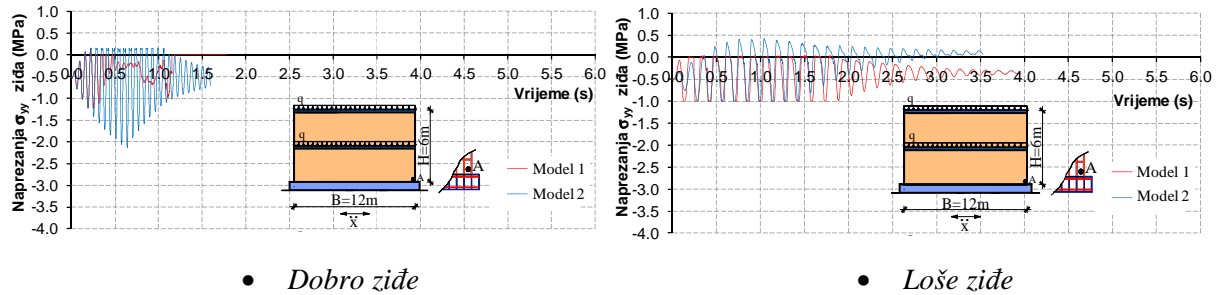 Naprezanja σyy zida (MPa)
1.0
0.5
0.0
-0.5
-1.0
-1.5
-2.0
-2.5
-3.0
-3.5
-4.0
0.0 0.5 1.0 1.5 2.0 2.5 3.0 3.5 4.0 4.5 5.0 5.5 6.0
Vrijeme (s)
q
q
H=6m
A
A
B=12m
ẍ
Model 1
Model 2
• Dobro ziđe
Naprezanja σyy zida (MPa)
1.0
0.5
0.0
-0.5
-1.0
-1.5
-2.0
-2.5
-3.0
-3.5
-4.0
0.0 0.5 1.0 1.5 2.0 2.5 3.0 3.5 4.0 4.5 5.0 5.5 6.0
Vrijeme (s)
q
q
H=6m
A
A
B=12m
ẍ
Model 1
Model 2
• Loše ziđe